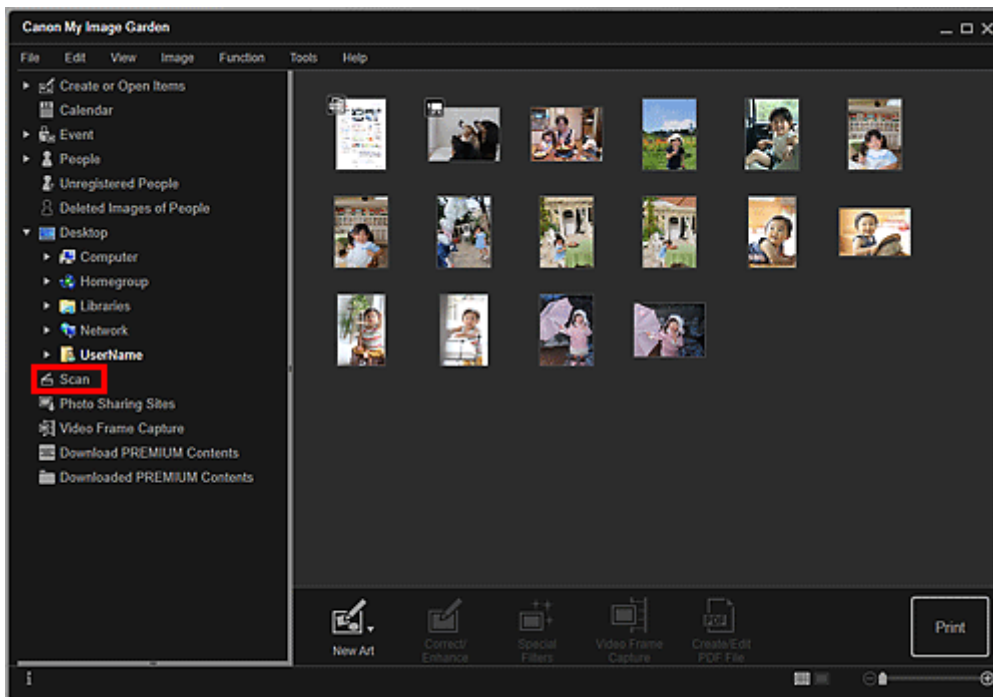 Canon My Image Garden
File Edit View Image Function Tools Help
Create or Open Items
Calendar
Event
People
Unregistered People
Deleted Images of People
Desktop
Computer
Homegroup
Libraries
Network
UserName
Scan
Photo Sharing Sites
Video Frame Capture
Download PREMIUM Contents
Downloaded PREMIUM Contents
New Art
Correct/
Enhance
Special
Filters
Video Frame
Capture
PDF
Create/Edit
PDF File
Print